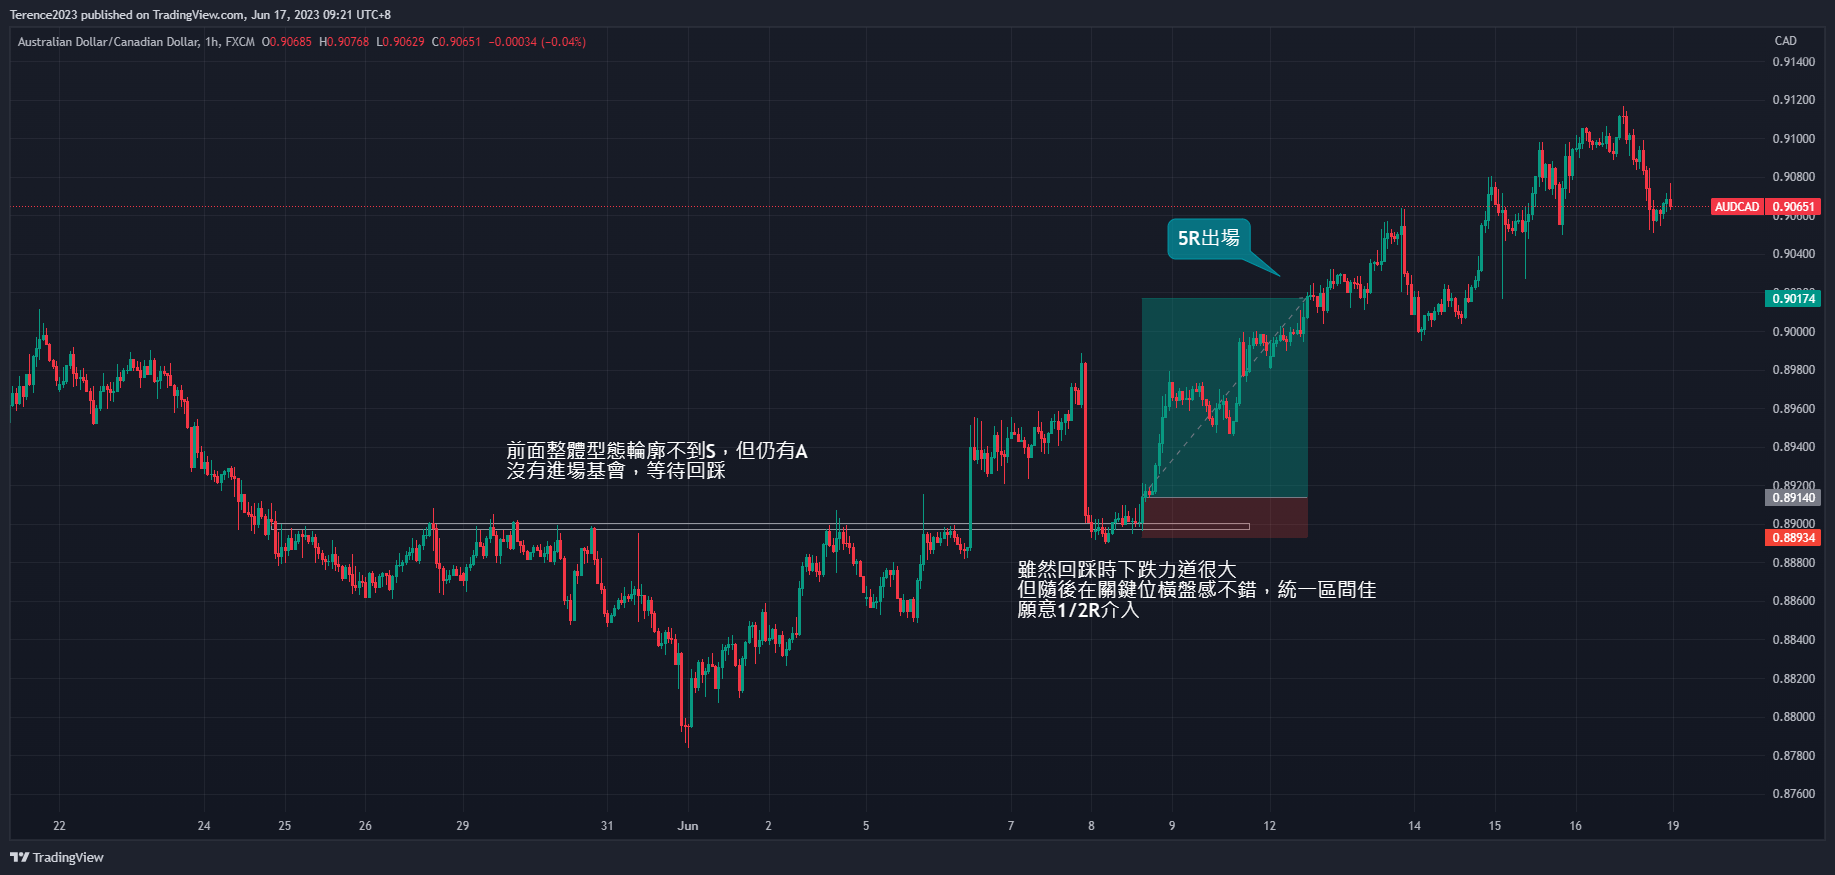 Terence2023 published on TradingView.com, Jun 17, 2023 09:21 UTC+8
Australian Dollar/Canadian Dollar, 1h, FXCM O0.90685 H0.90768 L0.90629 C0.90651 −0.00034 (−0.04%)
CAD
0.91400
0.91200
0.91000
0.90800
AUDCAD 0.90651
0.90600
5R出場
0.90400
0.90174
0.90000
0.89800
0.89600
前面整體型態輪廓不到S，但仍有A
沒有進場基會，等待回踩
0.89400
0.89200
0.89140
0.89000
0.88934
0.88800
雖然回踩時下跌力道很大
但隨後在關鍵位橫盤感不錯，統一區間佳
願意1/2R介入
0.88600
0.88400
0.88200
0.88000
0.87800
0.87600
22 24 25 26 29 31 Jun 2 5 7 8 9 12 14 15 16 19
TradingView